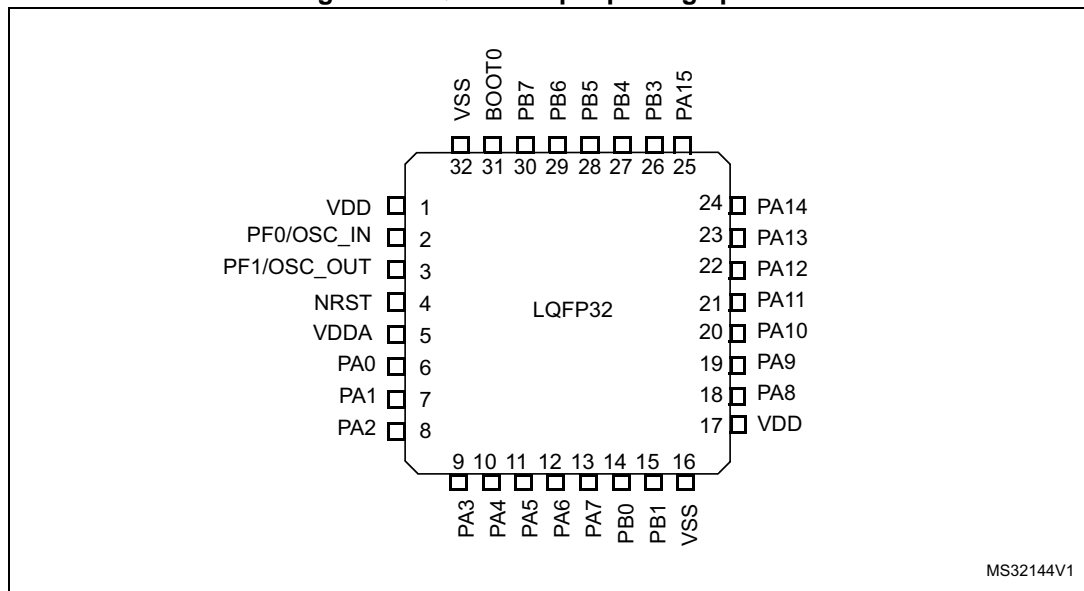 VSS
BOOT0
PB7
PB6
PB5
PB4
PB3
PA15
32 31 30 29 28 27 26 25
VDD 1 24 PA14
PF0/OSC_IN 2 23 PA13
PF1/OSC_OUT 3 22 PA12
NRST 4 LQFP32 21 PA11
VDDA 5 20 PA10
PA0 6 19 PA9
PA1 7 18 PA8
PA2 8 17 VDD
9 10 11 12 13 14 15 16
PA3
PA4
PA5
PA6
PA7
PB0
PB1
VSS
MS32144V1